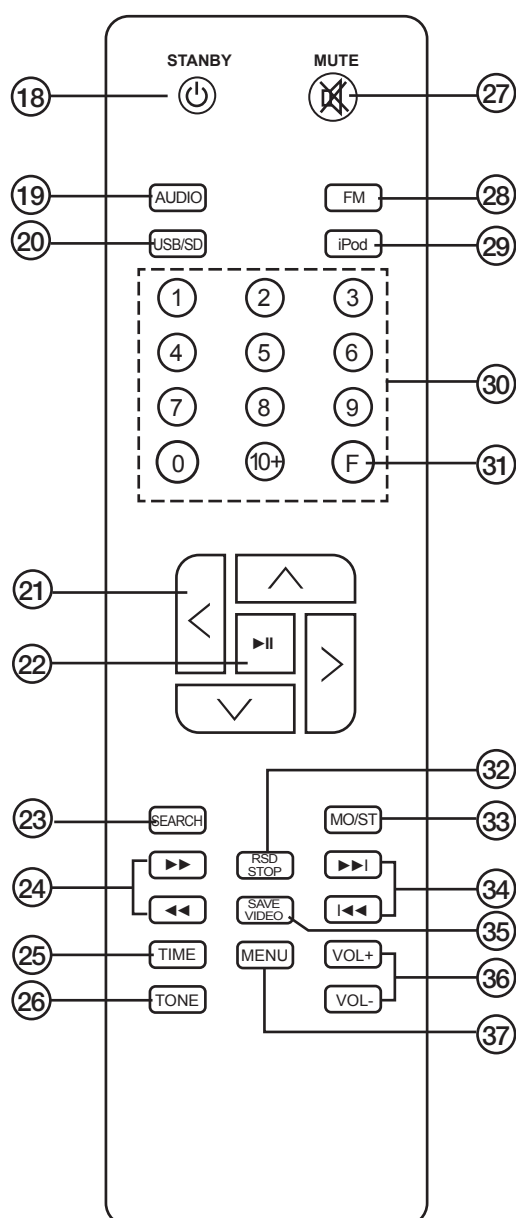 STANBY MUTE
18 27
19 AUDIO FM 28
20 USB/SD iPod 29
1 2 3
4 5 6
30
7 8 9
0 10+ F 31
21
22
32
23 SEARCH MO/ST 33
RSD
STOP
24 34
SAVE
VIDEO
35
25 TIME MENU VOL+
36
26 TONE VOL-
37